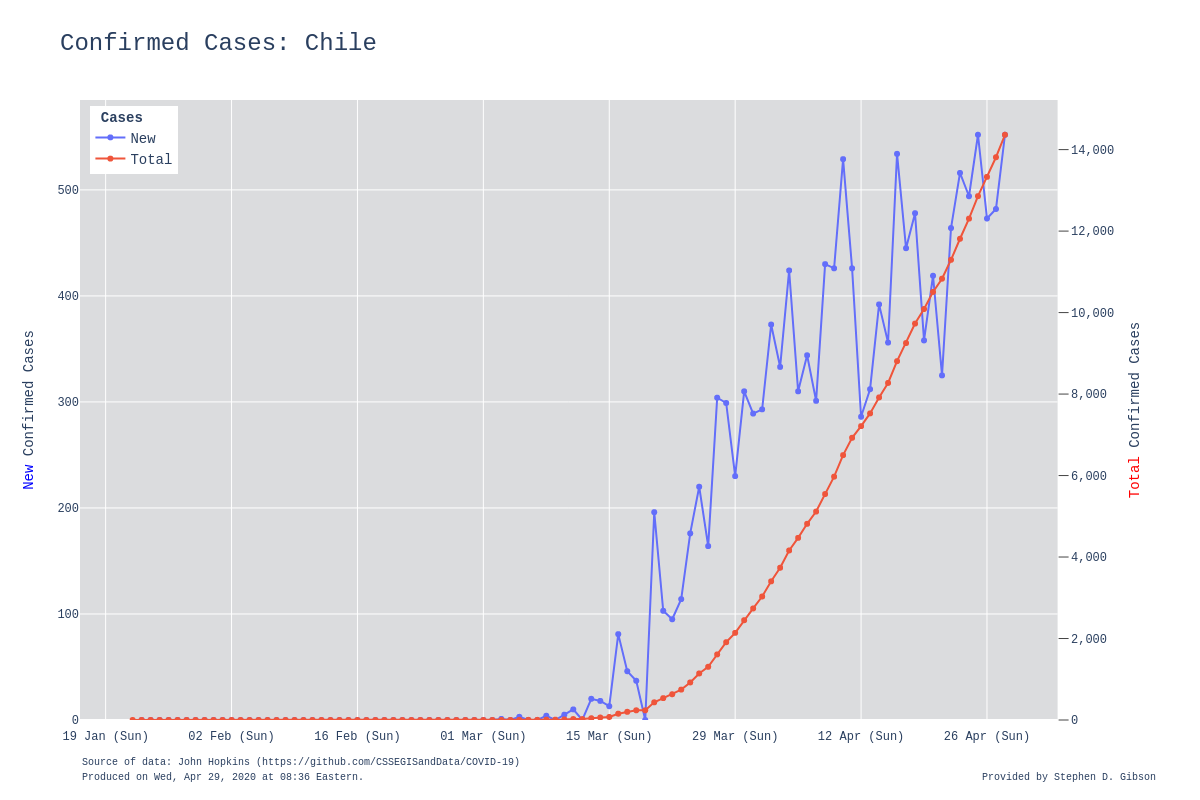 Confirmed Cases: Chile
Cases
New
Total
500
400
300
200
100
0
New Confirmed Cases
14,000
12,000
10,000
8,000
6,000
4,000
2,000
0
Total Confirmed Cases
19 Jan (Sun) 02 Feb (Sun) 16 Feb (Sun) 01 Mar (Sun) 15 Mar (Sun) 29 Mar (Sun) 12 Apr (Sun) 26 Apr (Sun)
Source of data: John Hopkins (https://github.com/CSSEGISandData/COVID-19)
Produced on Wed, Apr 29, 2020 at 08:36 Eastern.
Provided by Stephen D. Gibson